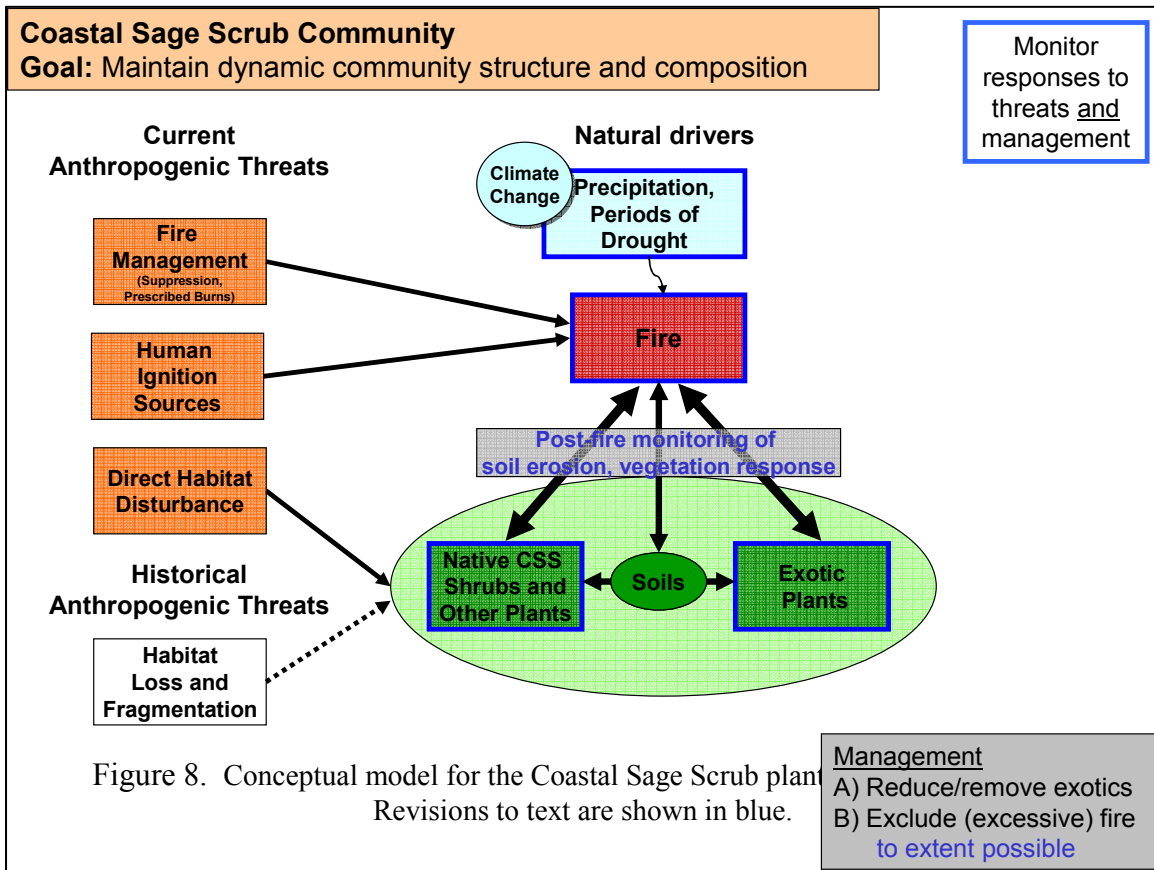 Coastal Sage Scrub Community
Goal: Maintain dynamic community structure and composition
Monitor
responses to
threats and
management
Current
Anthropogenic Threats
Natural drivers
Climate
Change
Precipitation,
Periods of
Drought
Fire
Management
(Suppression,
Prescribed Burns)
Fire
Human
Ignition
Sources
Post-fire monitoring of
soil erosion, vegetation response
Direct Habitat
Disturbance
Native CSS
Shrubs and
Other Plants
Soils
Exotic
Plants
Historical
Anthropogenic Threats
Habitat
Loss and
Fragmentation
Figure 8. Conceptual model for the Coastal Sage Scrub plant
Revisions to text are shown in blue.
Management
A) Reduce/remove exotics
B) Exclude (excessive) fire
to extent possible